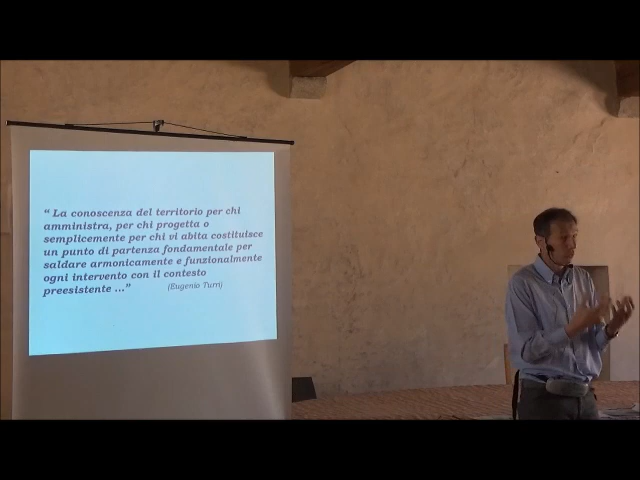 “ La conoscenza del territorio per chi
amministra, per chi progetta o
semplicemente per chi vi abita costituisce
un punto di partenza fondamentale per
saldare armonicamente e funzionalmente
ogni intervento con il contesto
preesistente ...” (Eugenio Turri)